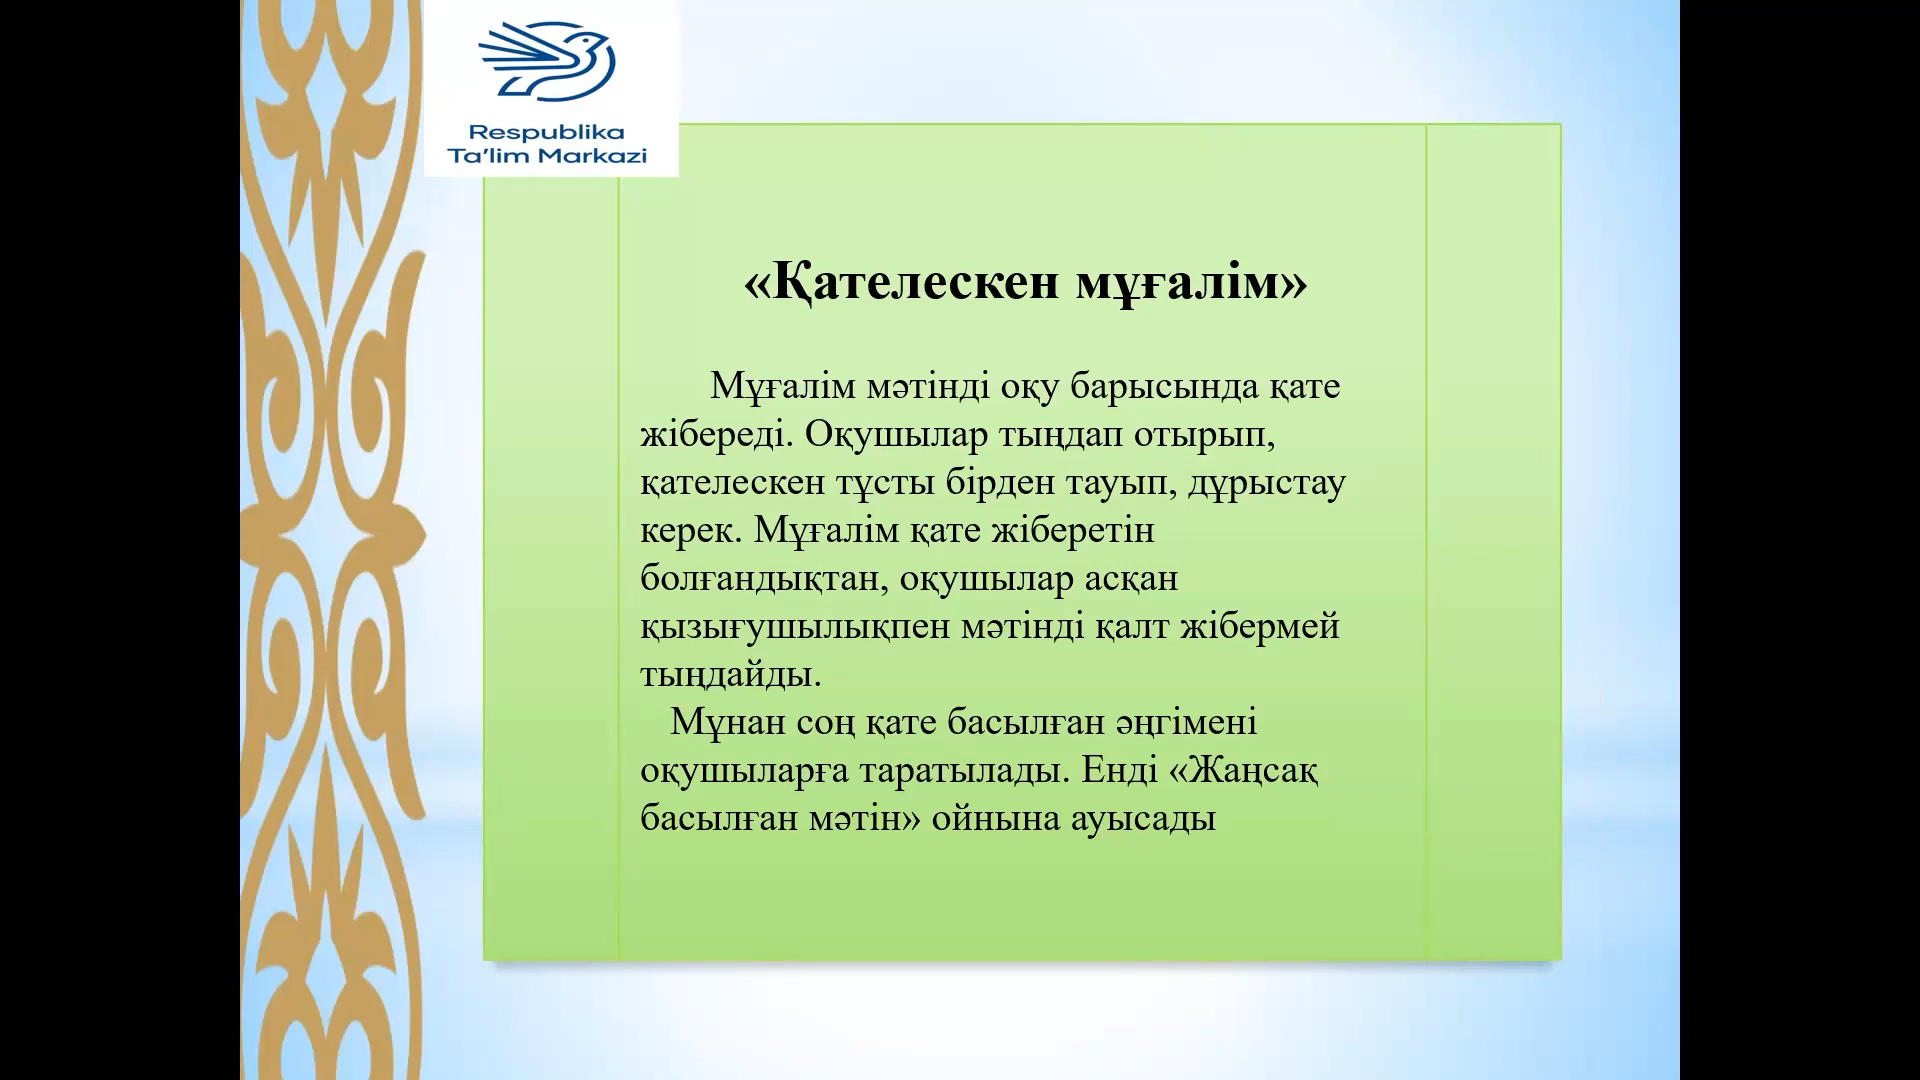 Respublika
Ta’lim Markazi
«Қателескен мұғалім»
Мұғалім мәтінді оқу барысында қате
жібереді. Оқушылар тыңдап отырып,
қателескен тұсты бірден тауып, дұрыстау
керек. Мұғалім қате жіберетін
болғандықтан, оқушылар асқан
қызығушылықпен мәтінді қалт жібермей
тыңдайды.
Мұнан соң қате басылған әңгімені
оқушыларға таратылады. Енді «Жаңсақ
басылған мәтін» ойнына ауысады